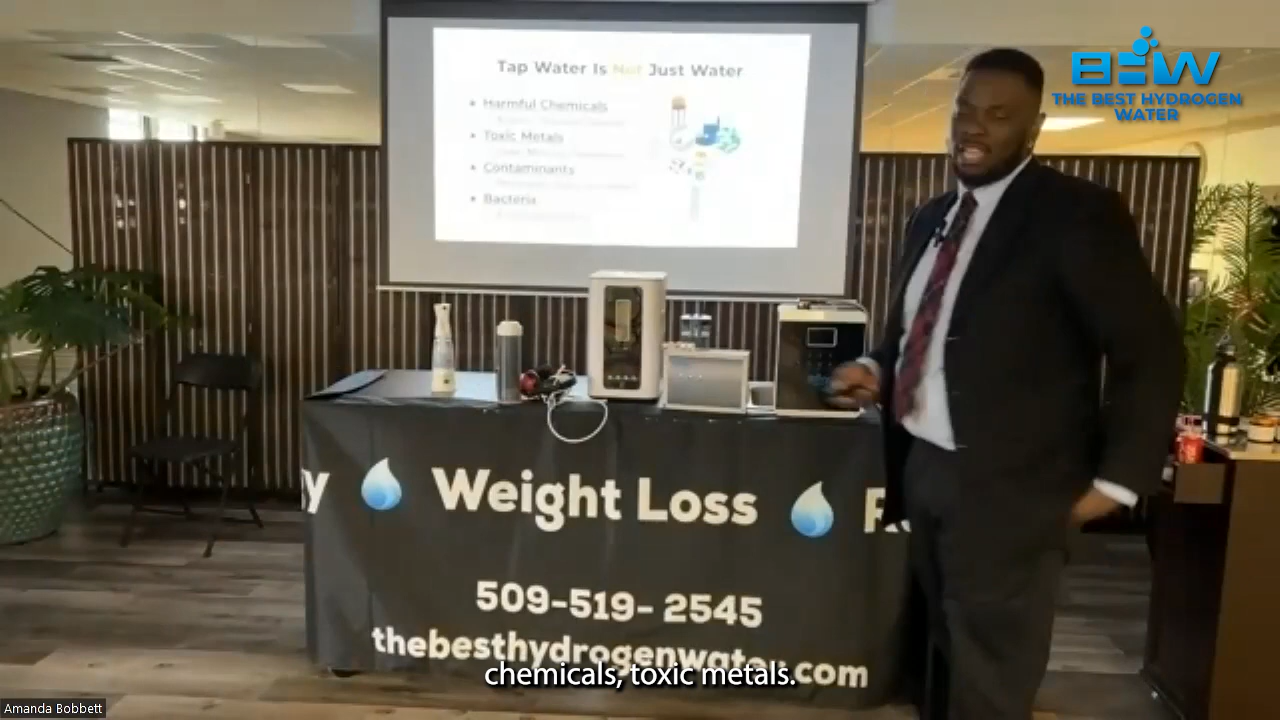 BHW
THE BEST HYDROGEN
WATER
Tap Water Is Not Just Water
• Harmful Chemicals
• Toxic Metals
• Contaminants
• Bacteria
Weight Loss
509-519- 2545
thebesthydrogenwater.com
chemicals, toxic metals.
Amanda Bobbett